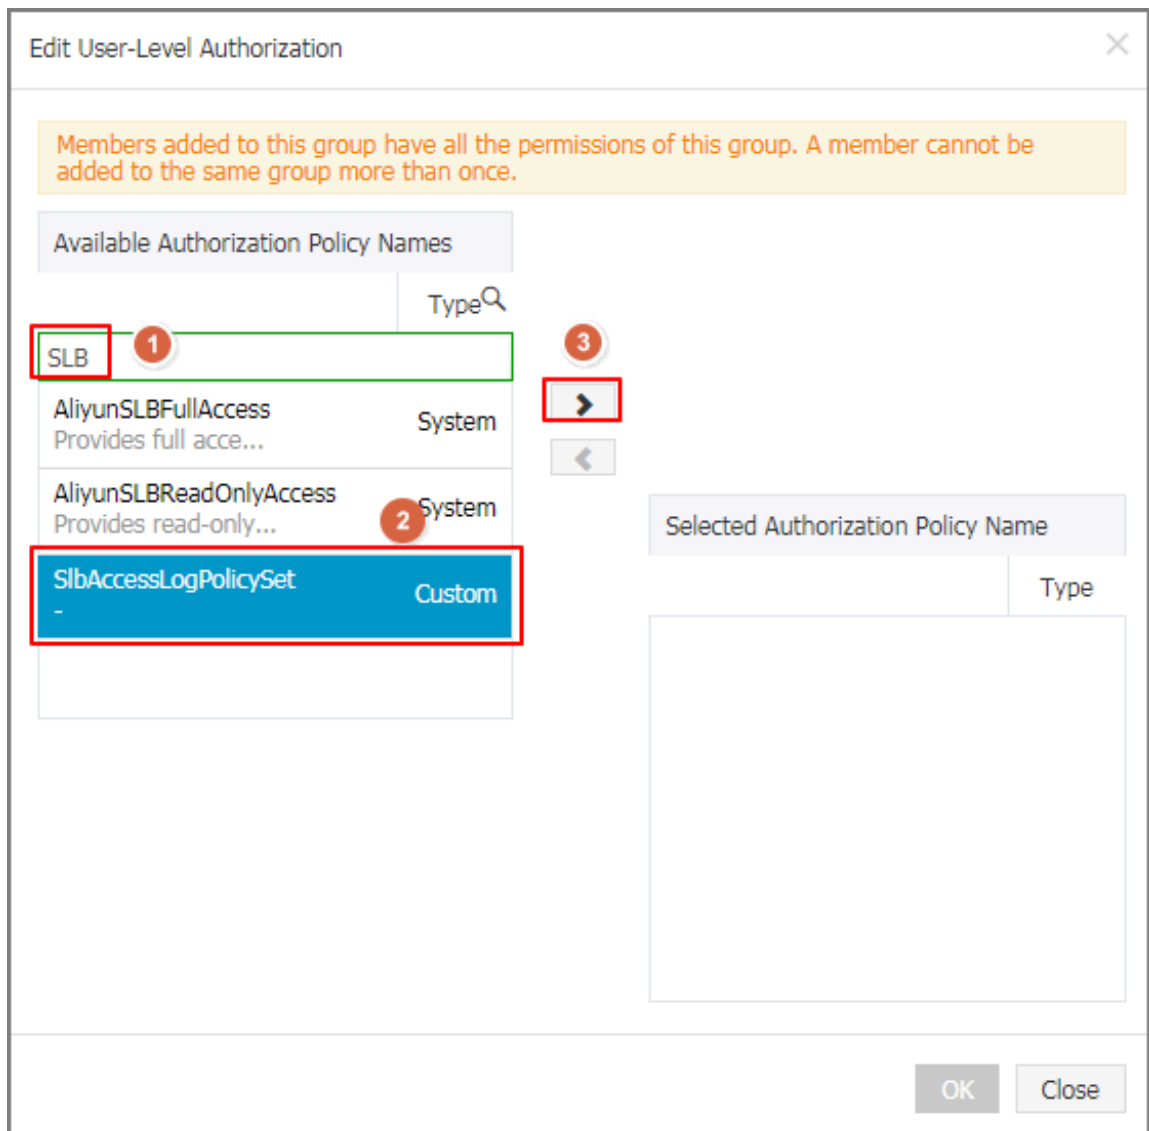 Edit User-Level Authorization
Members added to this group have all the permissions of this group. A member cannot be
added to the same group more than once.
Available Authorization Policy Names
Type
SLB
1
3
AliyunSLBFullAccess
System
Provides full acce...
AliyunSLBReadOnlyAccess
System
Provides read-only...
2
SlbAccessLogPolicySet
Custom
-
Selected Authorization Policy Name
Type
OK
Close